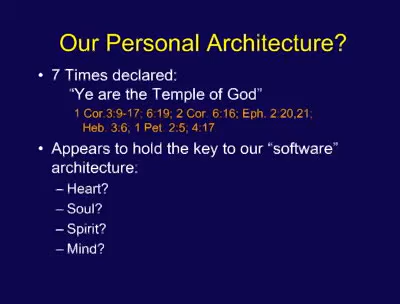 Our Personal Architecture?
• 7 Times declared:
“Ye are the Temple of God”
1 Cor.3:9-17; 6:19; 2 Cor. 6:16; Eph. 2:20,21;
Heb. 3:6; 1 Pet. 2:5; 4:17
• Appears to hold the key to our “software”
architecture:
– Heart?
– Soul?
– Spirit?
– Mind?